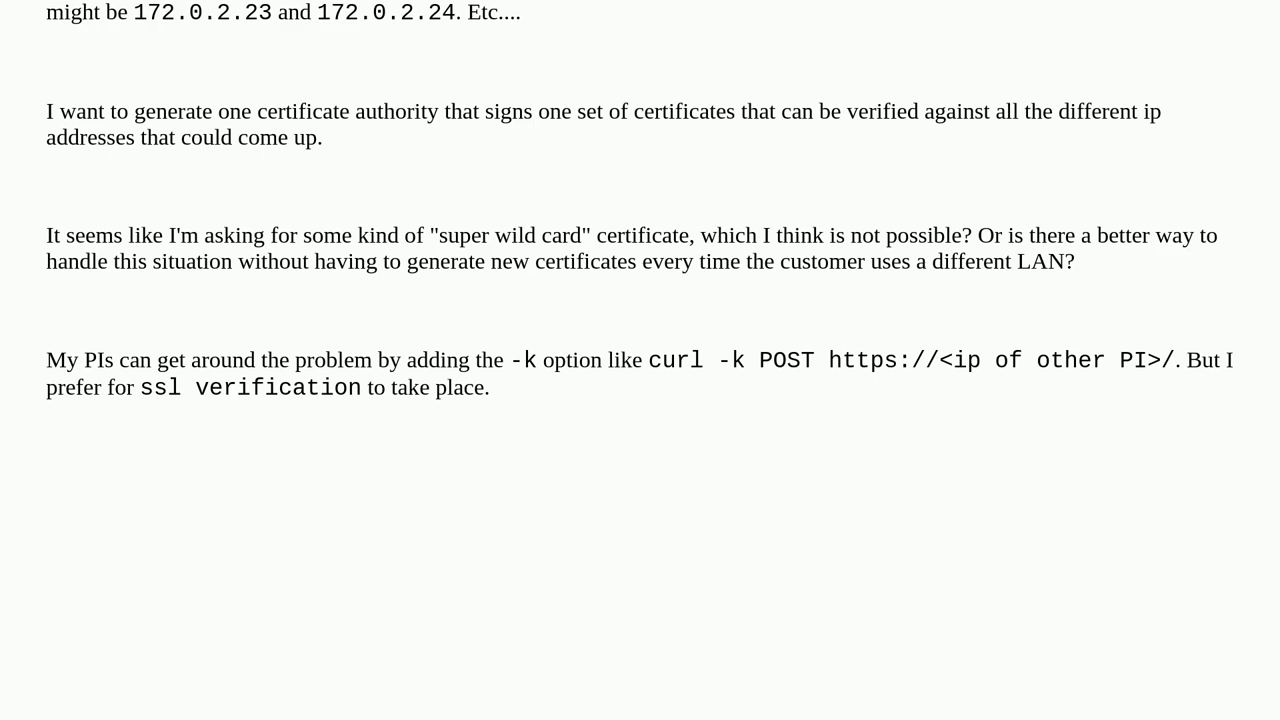 might be 172.0.2.23 and 172.0.2.24. Etc....
I want to generate one certificate authority that signs one set of certificates that can be verified against all the different ip
addresses that could come up.
It seems like I'm asking for some kind of "super wild card" certificate, which I think is not possible? Or is there a better way to
handle this situation without having to generate new certificates every time the customer uses a different LAN?
My PIs can get around the problem by adding the -k option like curl -k POST https://<ip of other PI>/. But I
prefer for ssl verification to take place.